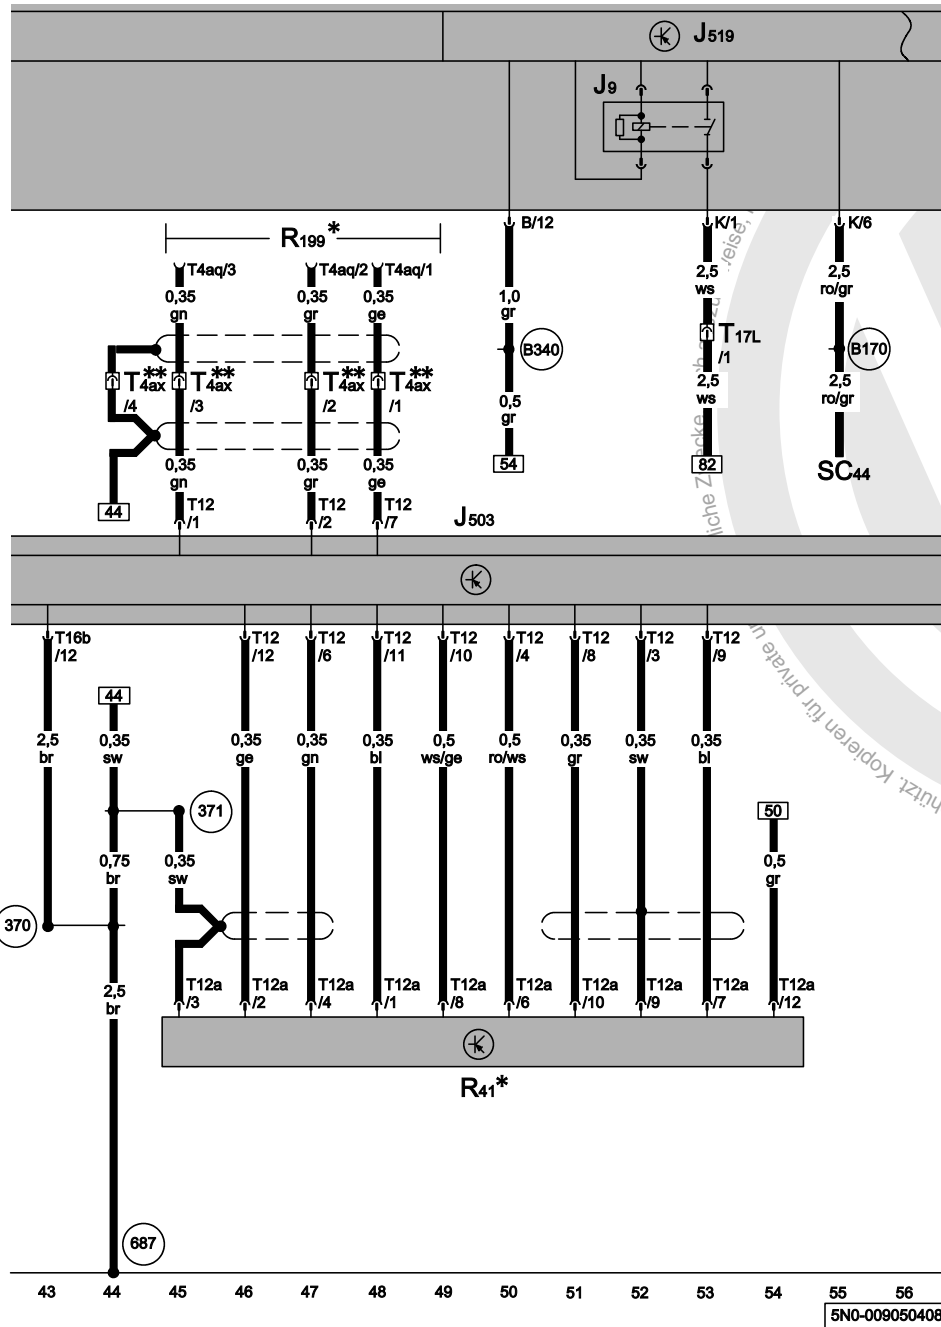 J519
J9
R199*
B/12
K/1
K/6
T4aq/3
T4aq/2
T4aq/1
0,35
gn
0,35
gr
0,35
ge
1,0
gr
2,5
ws
2,5
ro/gr
B340
T17L
/1
B170
T4ax**
/4
T4ax**
/3
T4ax**
/2
T4ax**
/1
0,5
gr
2,5
ws
2,5
ro/gr
0,35
gn
0,35
gr
0,35
ge
54
82
SC44
44
T12
/1
T12
/2
T12
/7
J503
T16b
/12
T12
/12
T12
/6
T12
/11
T12
/10
T12
/4
T12
/8
T12
/3
T12
/9
44
2,5
br
0,35
sw
0,35
ge
0,35
gn
0,35
bl
0,5
ws/ge
0,5
ro/ws
0,35
gr
0,35
sw
0,35
bl
371
50
0,75
br
0,35
sw
0,5
gr
370
2,5
br
T12a
/3
T12a
/2
T12a
/4
T12a
/1
T12a
/8
T12a
/6
T12a
/10
T12a
/9
T12a
/7
T12a
/12
R41*
687
43 44 45 46 47 48 49 50 51 52 53 54 55 56
5N0-009050408
Kopieren für private
liche